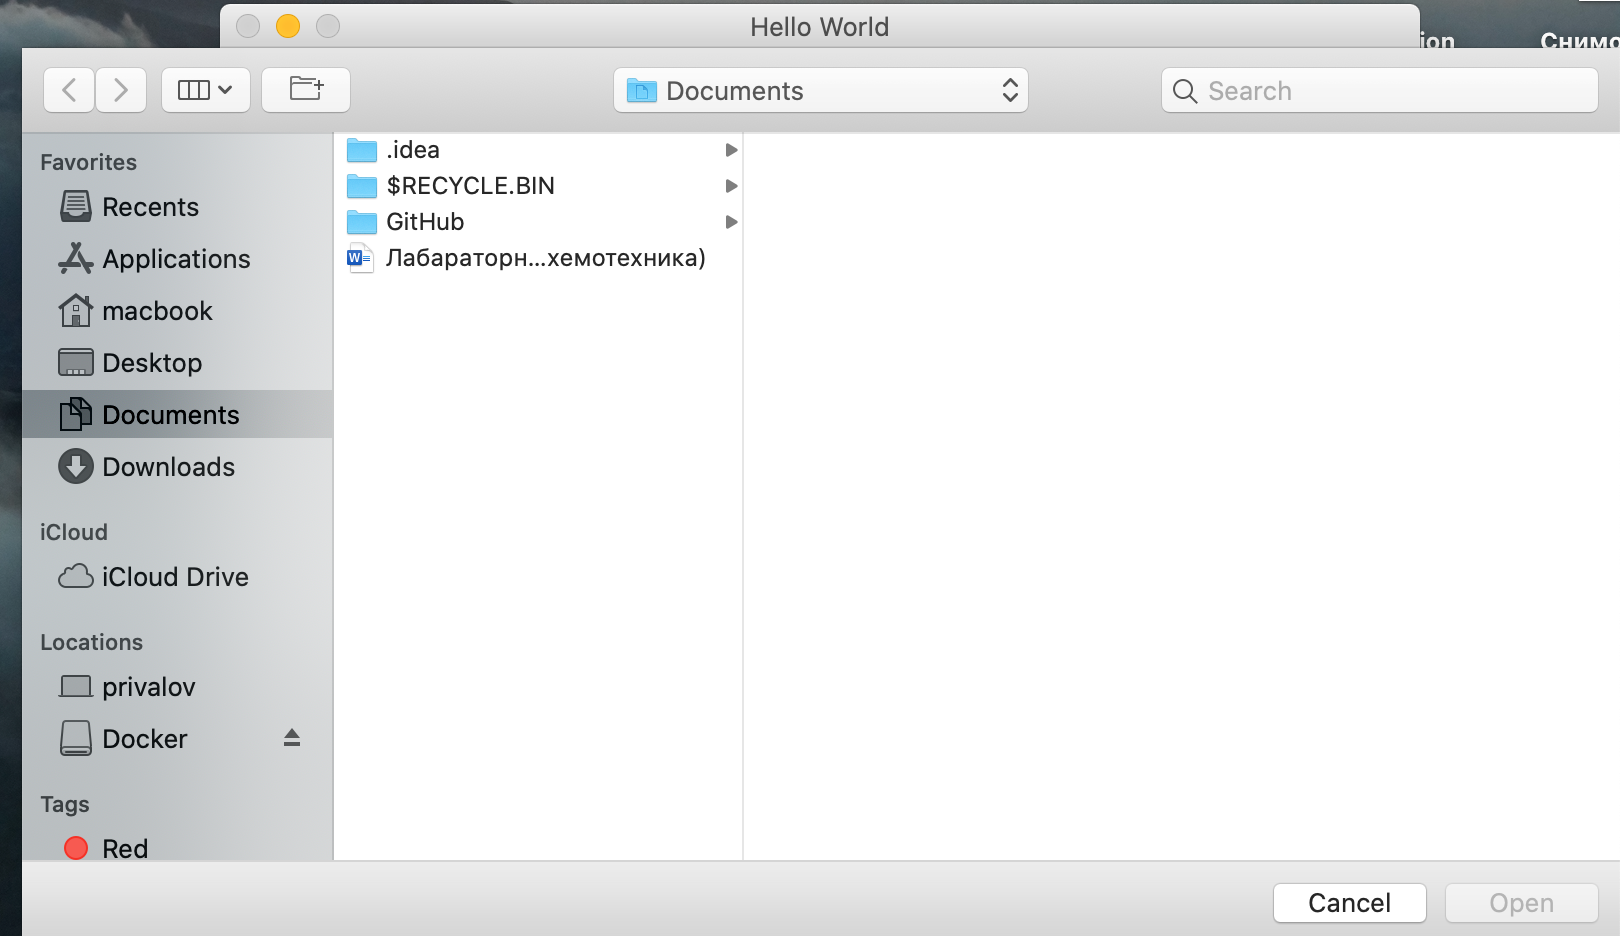 Hello World
ion
Снимо
Documents
Search
Favorites
Recents
Applications
macbook
Desktop
Documents
Downloads
iCloud
iCloud Drive
Locations
privalov
Docker
Tags
Red
.idea
$RECYCLE.BIN
GitHub
W
Лабараторн...хемотехника)
Cancel
Open